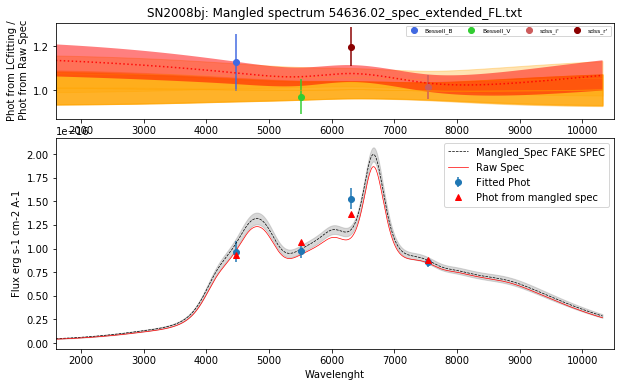 SN2008bj: Mangled spectrum 54636.02_spec_extended_FL.txt
Phot from LCfitting /
Phot from Raw Spec
1.2
1.0
Bessell_B
Bessell_V
sdss_i'
sdss_r'
2000 3000 4000 5000 6000 7000 8000 9000 10000
1e−16
Flux erg s-1 cm-2 A-1
2.00
1.75
1.50
1.25
1.00
0.75
0.50
0.25
0.00
Mangled_Spec FAKE SPEC
Raw Spec
Fitted Phot
Phot from mangled spec
2000 3000 4000 5000 6000 7000 8000 9000 10000
Wavelenght